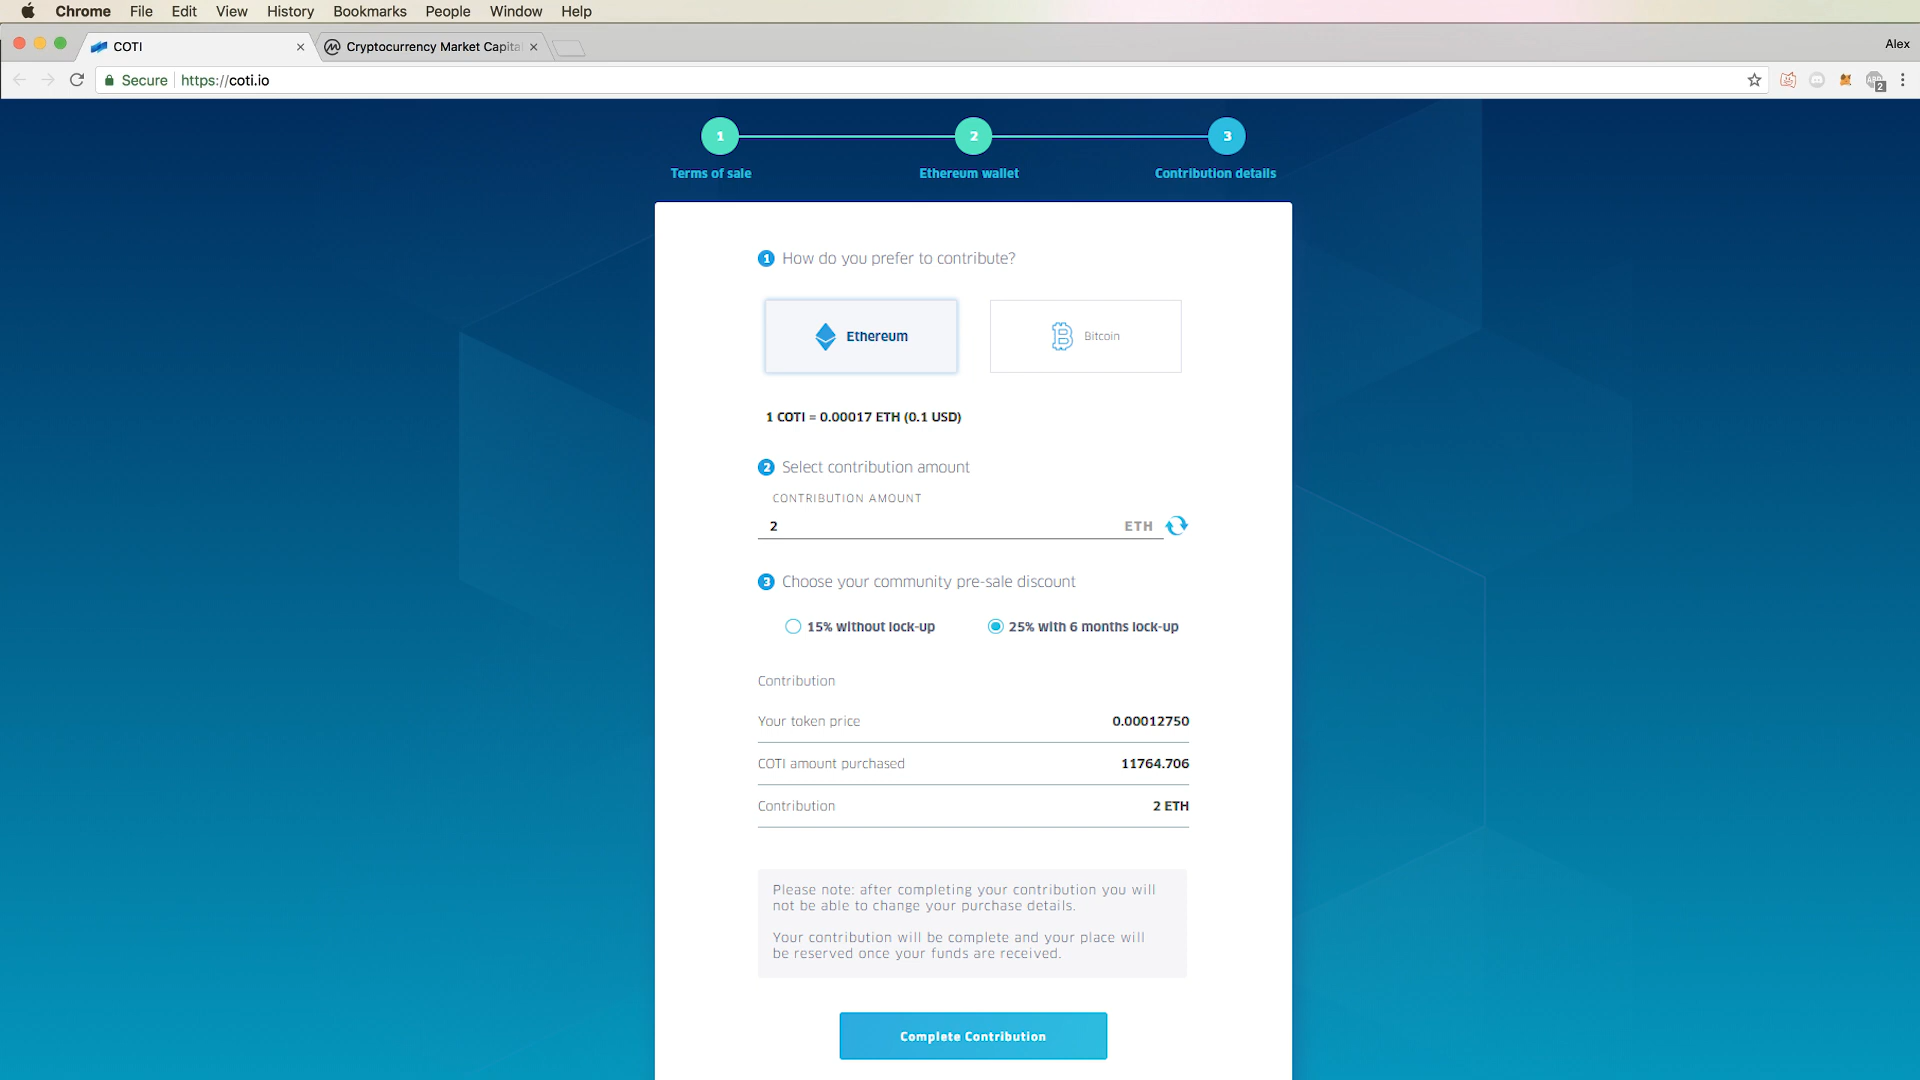 Chrome File Edit View History Bookmarks People Window Help
COTI
Cryptocurrency Market Capita
Alex
Secure https://coti.io
2
1 2 3
Terms of sale Ethereum wallet Contribution details
1 How do you prefer to contribute?
Ethereum Bitcoin
1 COTI = 0.00017 ETH (0.1 USD)
2 Select contribution amount
CONTRIBUTION AMOUNT
2 ETH
3 Choose your community pre-sale discount
15% without lock-up 25% with 6 months lock-up
Contribution
Your token price 0.00012750
COTI amount purchased 11764.706
Contribution 2 ETH
Please note: after completing your contribution you will
not be able to change your purchase details.
Your contribution will be complete and your place will
be reserved once your funds are received.
Complete Contribution